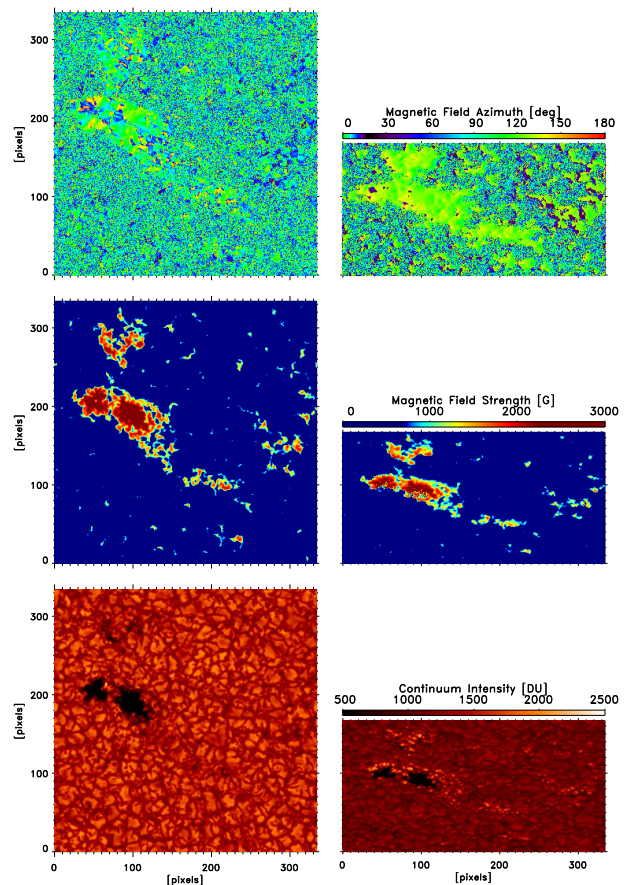 300
200
100
0
[pixels]
Magnetic Field Azimuth [deg]
0 30 60 90 120 150 180
300
200
100
0
[pixels]
Magnetic Field Strength [G]
0 1000 2000 3000
300
200
100
0
[pixels]
0 100 200 300
[pixels]
Continuum Intensity [DU]
500 1000 1500 2000 2500
0 100 200 300
[pixels]